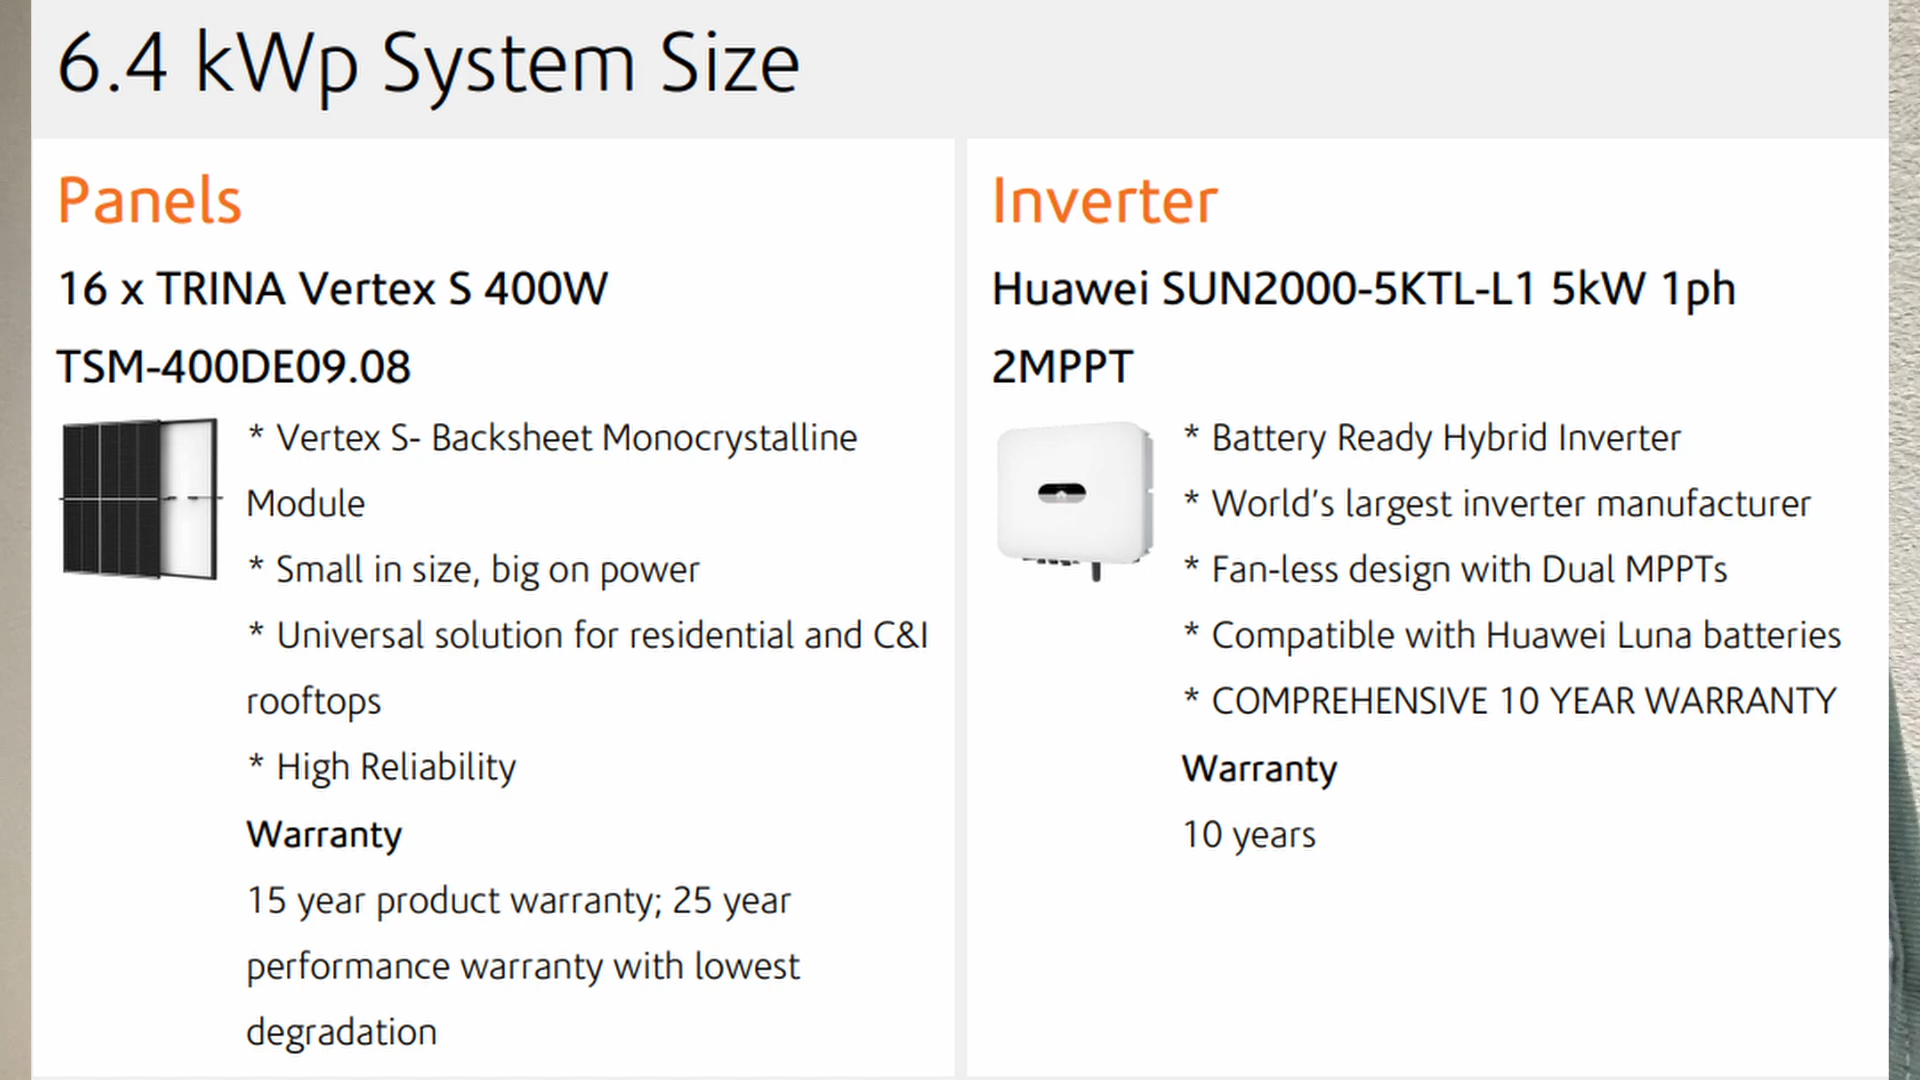 6.4 kWp System Size
Panels
16 x TRINA Vertex S 400W
TSM-400DE09.08
* Vertex S- Backsheet Monocrystalline
Module
* Small in size, big on power
* Universal solution for residential and C&I
rooftops
* High Reliability
Warranty
15 year product warranty; 25 year
performance warranty with lowest
degradation
Inverter
Huawei SUN2000-5KTL-L1 5kW 1ph
2MPPT
* Battery Ready Hybrid Inverter
* World’s largest inverter manufacturer
* Fan-less design with Dual MPPTs
* Compatible with Huawei Luna batteries
* COMPREHENSIVE 10 YEAR WARRANTY
Warranty
10 years